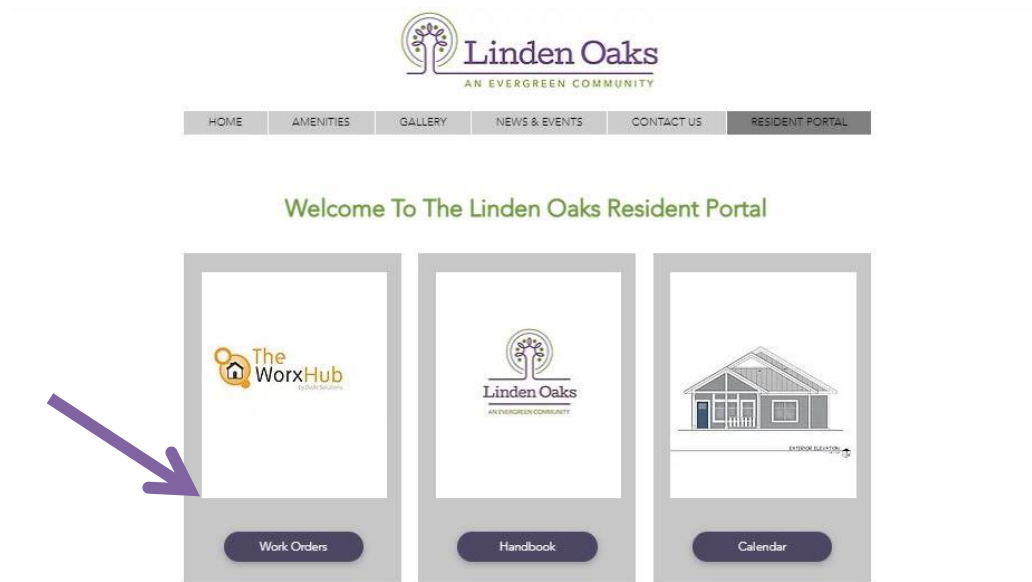 Linden Oaks
AN EVERGREEN COMMUNITY
HOME AMENITIES GALLERY NEWS & EVENTS CONTACT US RESIDENT PORTAL
Welcome To The Linden Oaks Resident Portal
The
WorxHub
Linden Oaks
AN EVERGREEN COMMUNITY
EXTERIOR ELEVATION
Work Orders Handbook Calendar